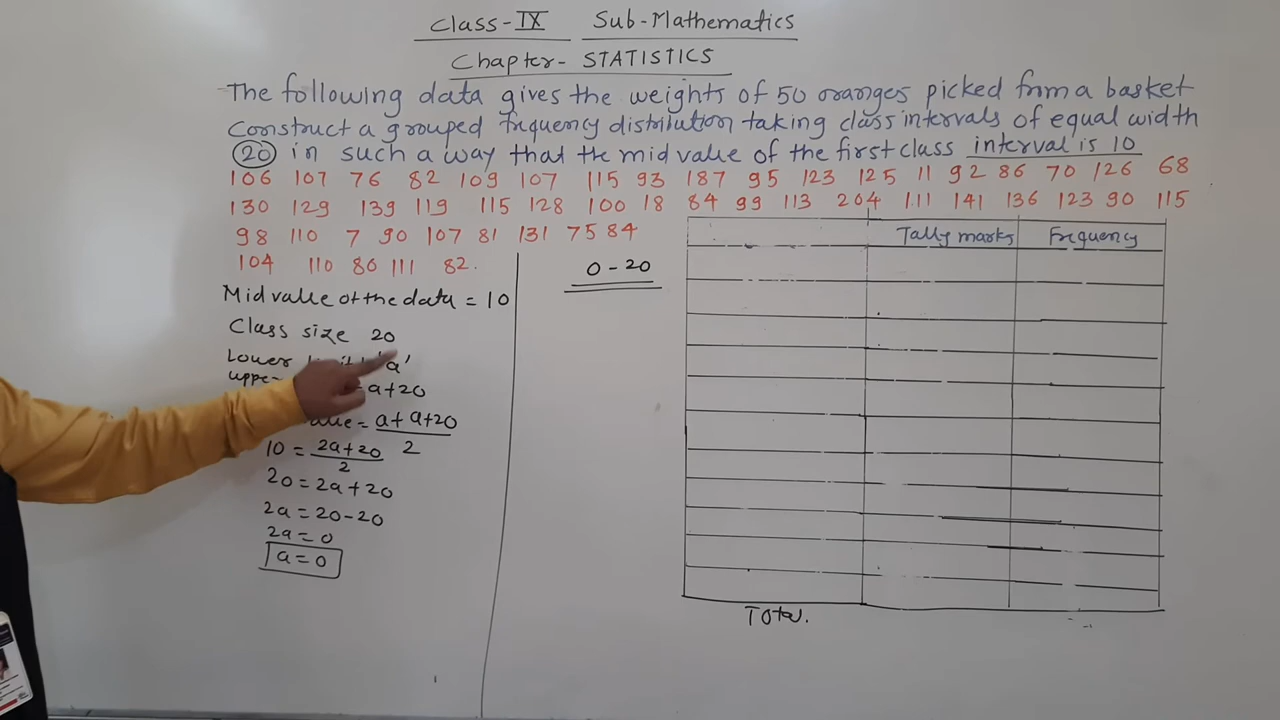 Class-IX Sub-Mathematics
Chapter- STATISTICS
The following data gives the weights of 50 oranges picked from a basket
Construct a grouped frequency distribution taking class intervals of equal width
20 in such a way that the mid value of the first class interval is 10
106 107 76 82 109 107 115 93 187 95 123 125 11 92 86 70 126 68
130 129 139 119 115 128 100 18 84 99 113 204 111 141 136 123 90 115
98 110 7 90 107 81 131 75 84
104 110 80 111 82.
Mid value of the data = 10
Class size 20
Lower 'a'
a+20
= a+a+20
2
10 = 2a+20
2
20 = 2a+20
2a = 20-20
2a = 0
a = 0
0-20
Tally marks Frequency
Total.